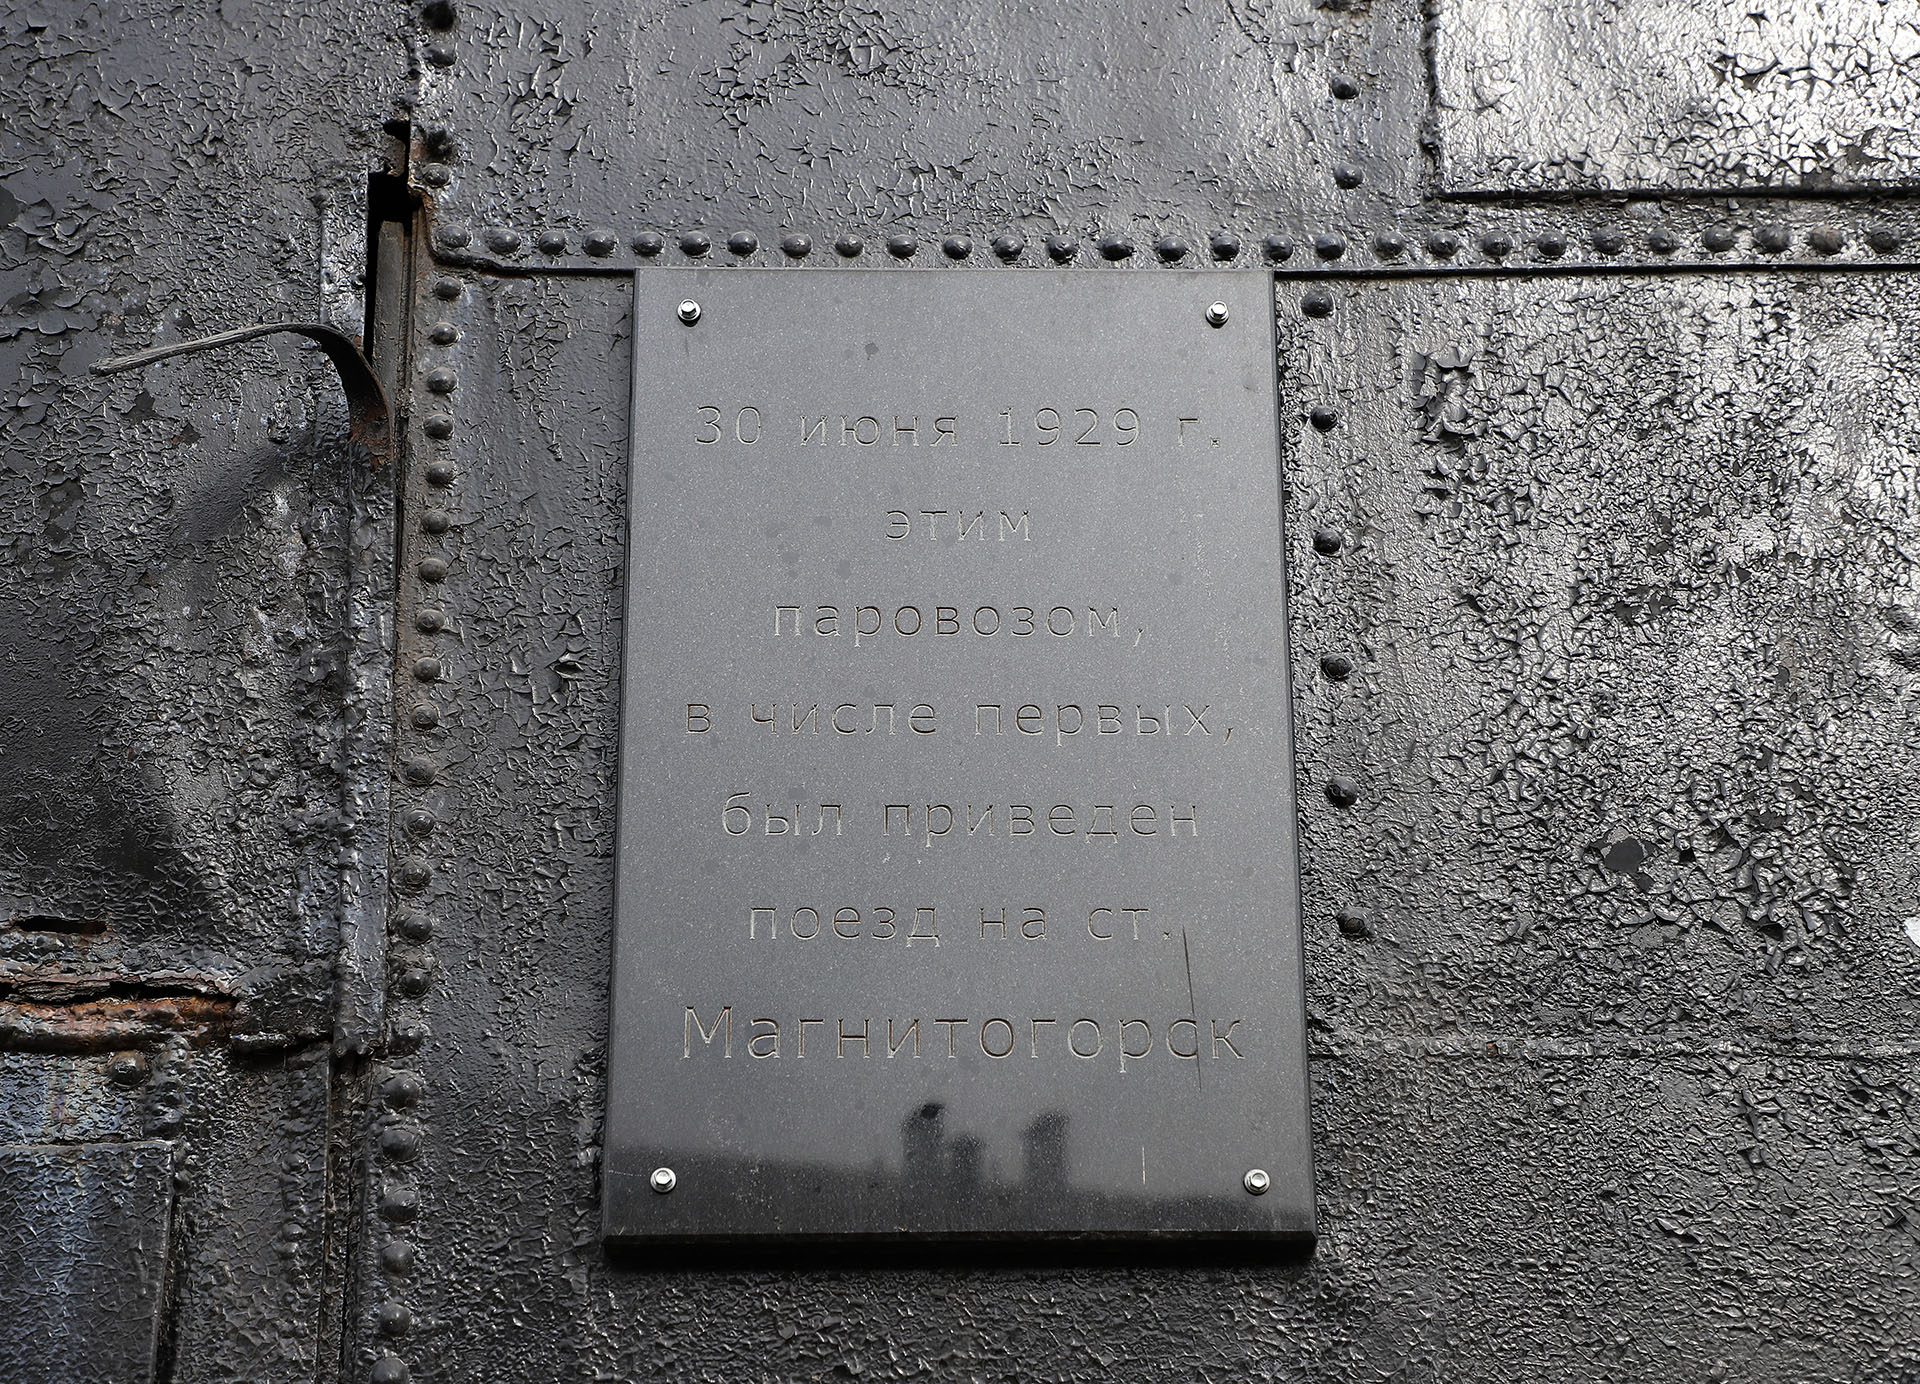 30 июня 1929 г.
этим
паровозом,
в числе первых,
был приведен
поезд на ст.
Магнитогорск